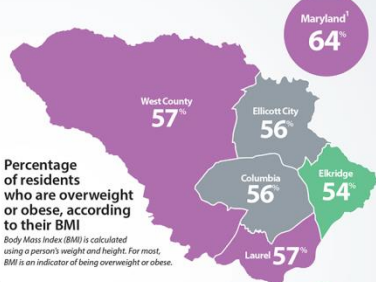 Maryland†
64%
West County
57%
Ellicott City
56%
Columbia
56%
Elkridge
54%
Laurel 57%
Percentage
of residents
who are overweight
or obese, according
to their BMI
Body Mass Index (BMI) is calculated
using a person's weight and height. For most,
BMI is an indicator of being overweight or obese.